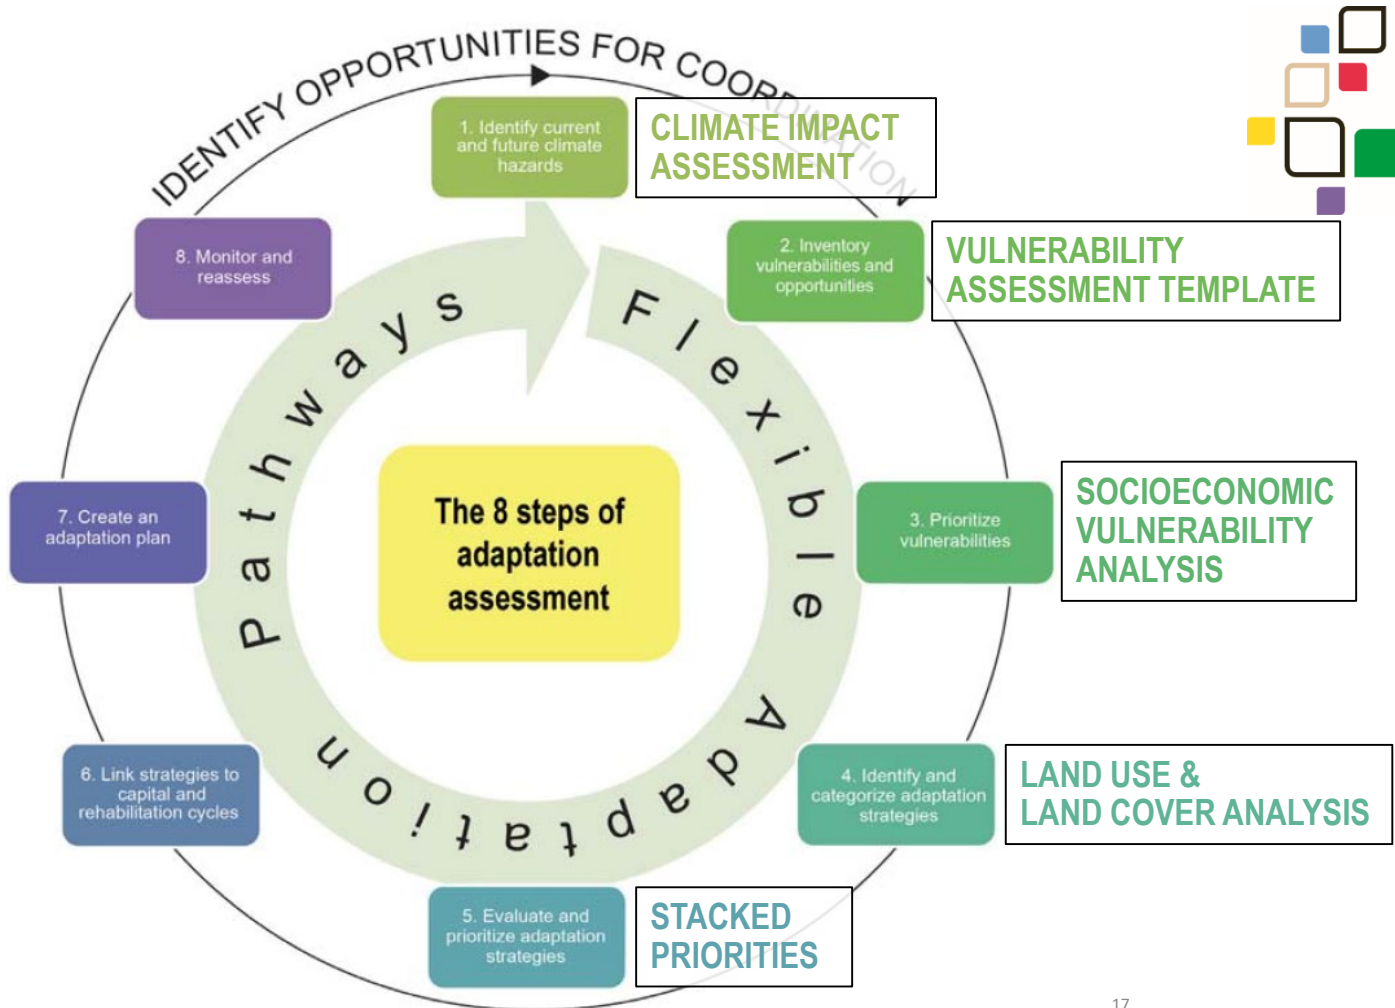 IDENTIFY OPPORTUNITIES FOR COORDINATION
1. Identify current
and future climate
hazards
CLIMATE IMPACT
ASSESSMENT
2. Inventory
vulnerabilities and
opportunities
VULNERABILITY
ASSESSMENT TEMPLATE
3. Prioritize
vulnerabilities
SOCIOECONOMIC
VULNERABILITY
ANALYSIS
4. Identify and
categorize adaptation
strategies
LAND USE &
LAND COVER ANALYSIS
5. Evaluate and
prioritize adaptation
strategies
STACKED
PRIORITIES
6. Link strategies to
capital and
rehabilitation cycles
7. Create an
adaptation plan
8. Monitor and
reassess
Flexible Adaptation Pathways
The 8 steps of
adaptation
assessment
17